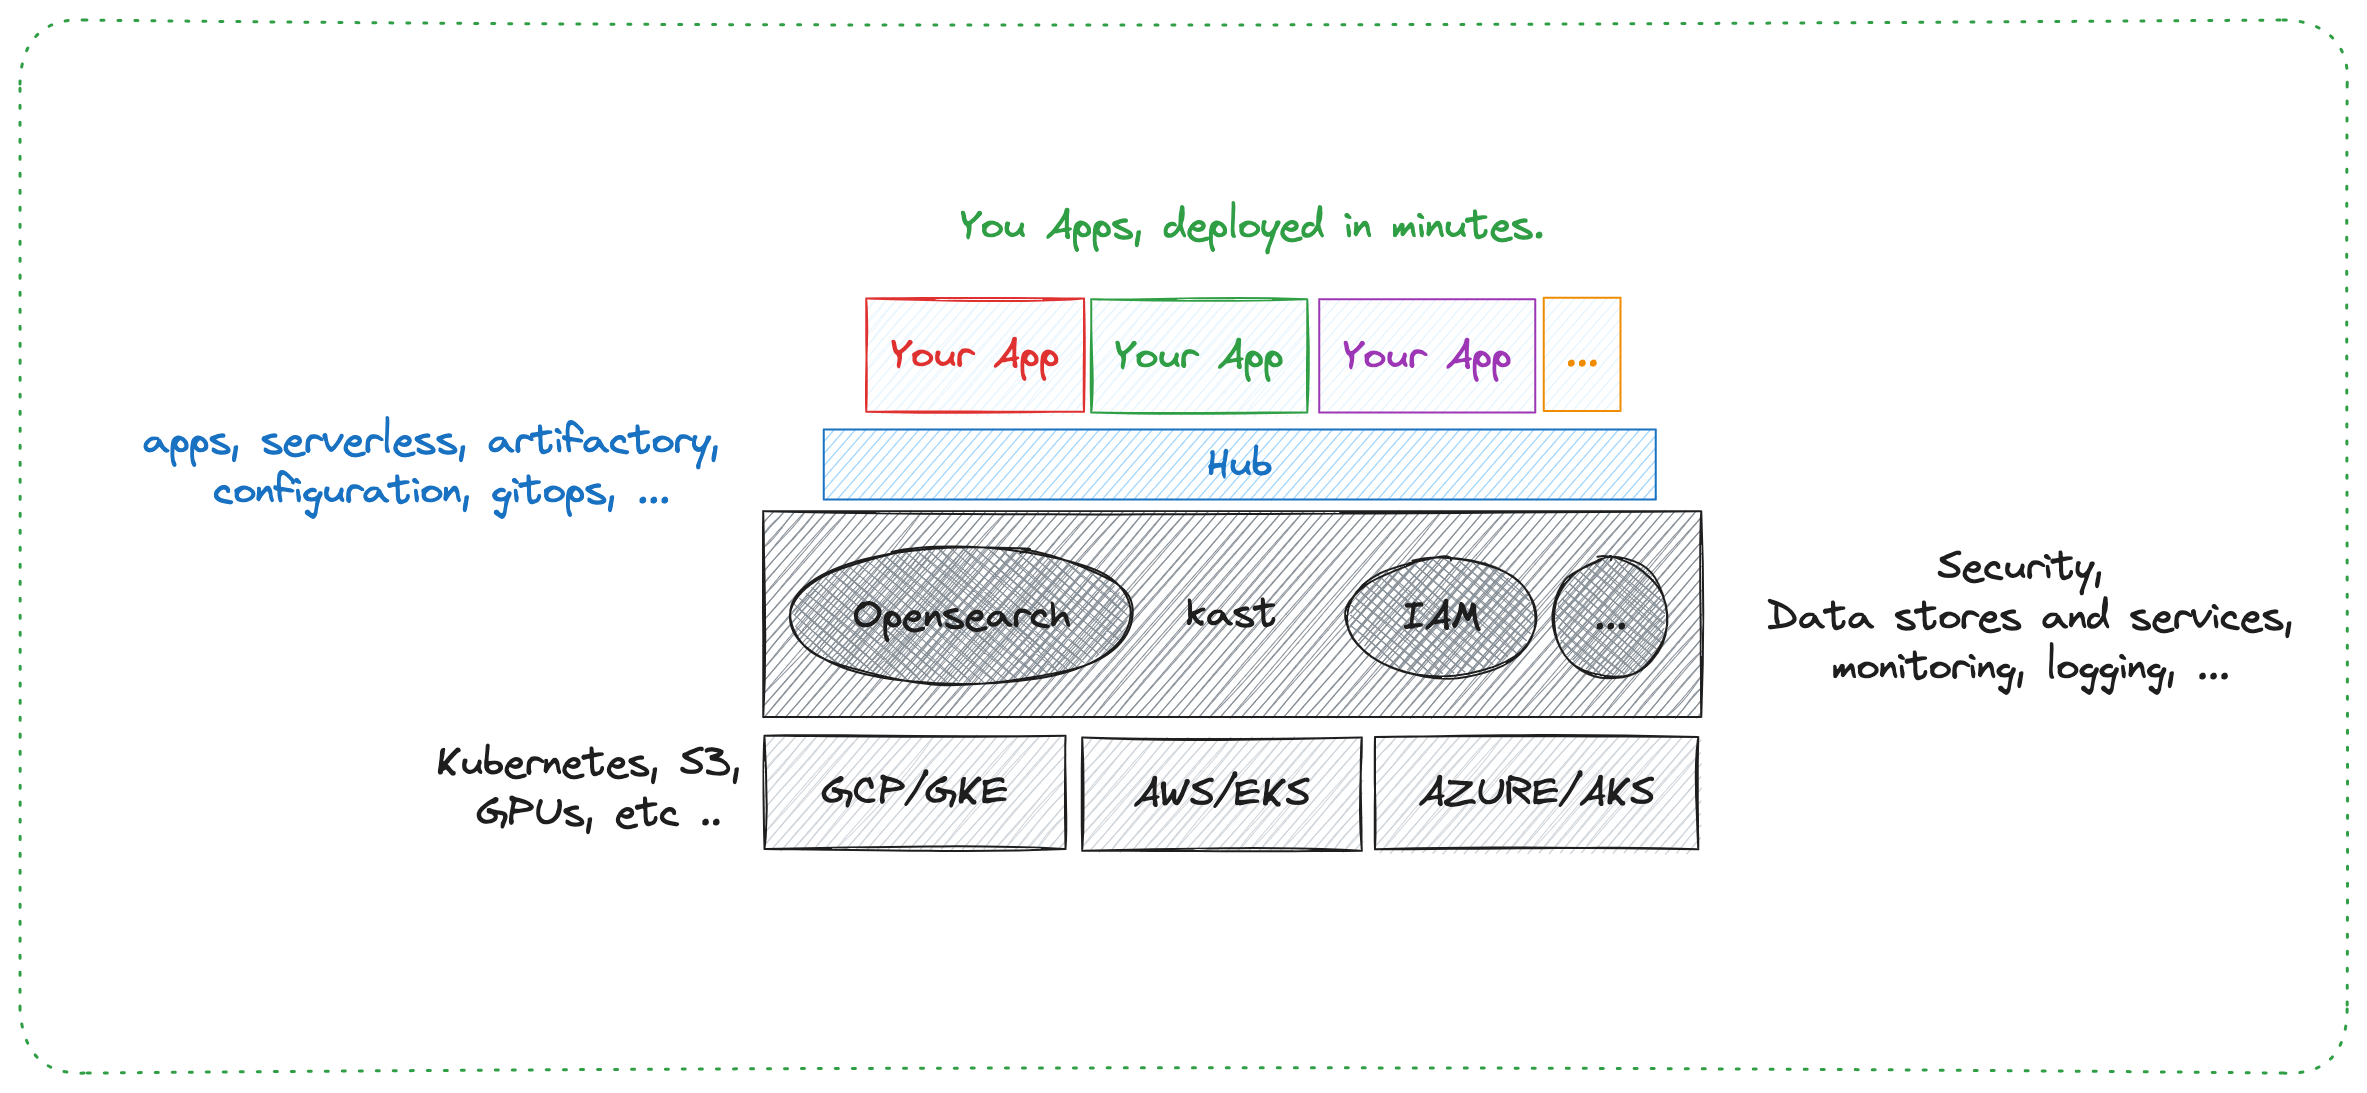 You Apps, deployed in minutes.
Your App
Your App
Your App
...
apps, serverless, artifactory,
configuration, gitops, ...
Hub
Opensearch
kast
IAM
...
Security,
Data stores and services,
monitoring, logging, ...
Kubernetes, S3,
GPUs, etc ..
GCP/GKE
AWS/EKS
AZURE/AKS